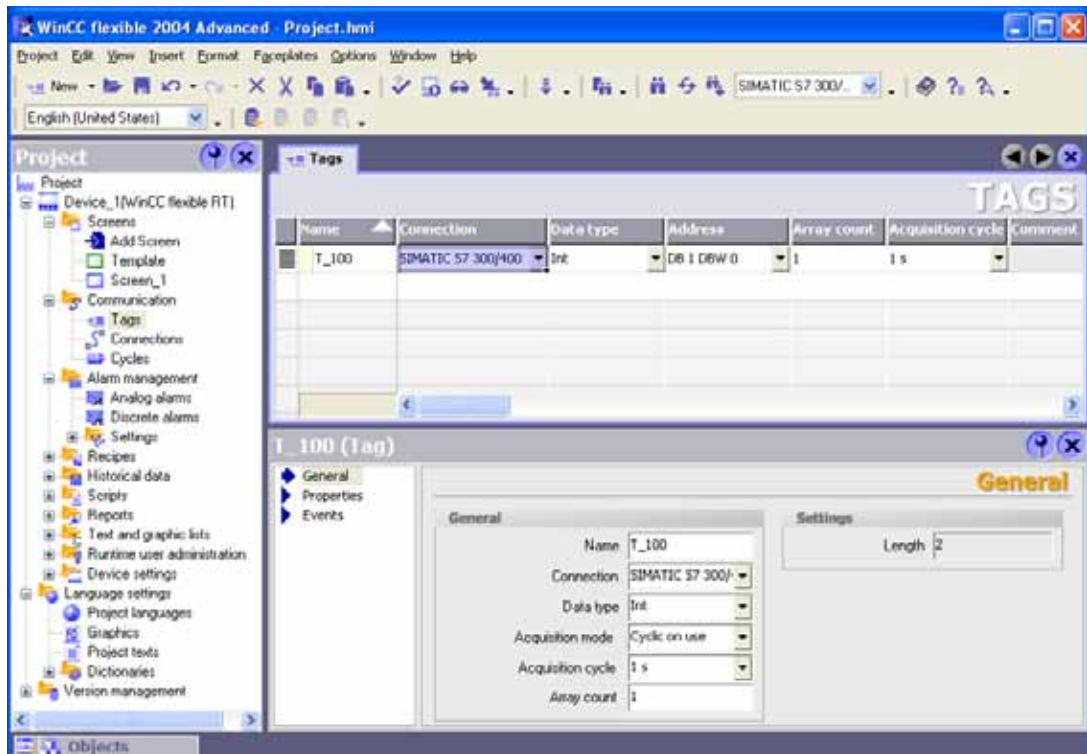 WinCC flexible 2004 Advanced - Project.hmi
Project Edit View Insert Format Faceplates Options Window Help
New
SIMATIC S7 300/..
English (United States)
Project
Project
Device_1(WinCC flexible RT)
Screens
Add Screen
Template
Screen_1
Communication
Tags
Connections
Cycles
Alarm management
Analog alarms
Discrete alarms
Settings
Recipes
Historical data
Scripts
Reports
Text and graphic lists
Runtime user administration
Device settings
Language settings
Project languages
Graphics
Project texts
Dictionaries
Version management
Objects
Tags
TAGS
Name Connection Data type Address Array count Acquisition cycle Comment
T_100 SIMATIC S7 300/400 Int DB 1 DBW 0 1 1 s
T_100 (Tag)
General
Properties
Events
General
General
Name T_100
Connection SIMATIC S7 300/
Data type Int
Acquisition mode Cyclic on use
Acquisition cycle 1 s
Array count 1
Settings
Length 2